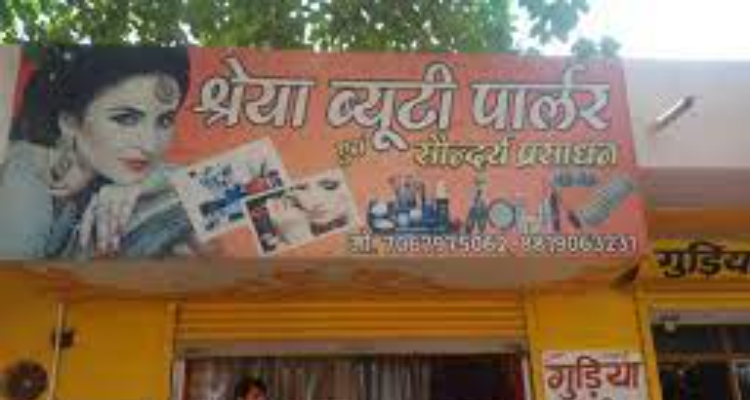 श्रेया ब्यूटी पार्लर
एवं सौन्दर्य प्रसाधन
मो. 7067975062-8819063231
गुड़िया
गुड़िया